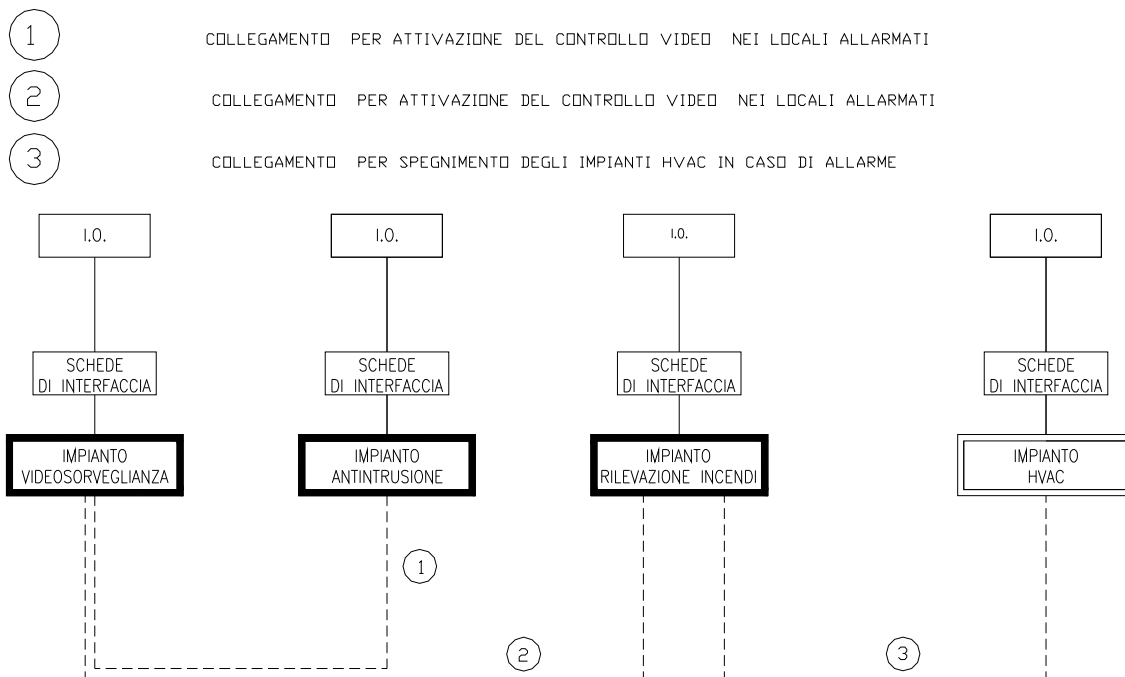 1 COLLEGAMENTO PER ATTIVAZIONE DEL CONTROLLO VIDEO NEI LOCALI ALLARMATI
2 COLLEGAMENTO PER ATTIVAZIONE DEL CONTROLLO VIDEO NEI LOCALI ALLARMATI
3 COLLEGAMENTO PER SPEGNIMENTO DEGLI IMPIANTI HVAC IN CASO DI ALLARME
I.O.
I.O.
I.O.
I.O.
SCHEDE
DI INTERFACCIA
SCHEDE
DI INTERFACCIA
SCHEDE
DI INTERFACCIA
SCHEDE
DI INTERFACCIA
IMPIANTO
VIDEOSORVEGLIANZA
IMPIANTO
ANTINTRUSIONE
IMPIANTO
RILEVAZIONE INCENDI
IMPIANTO
HVAC
1
2
3